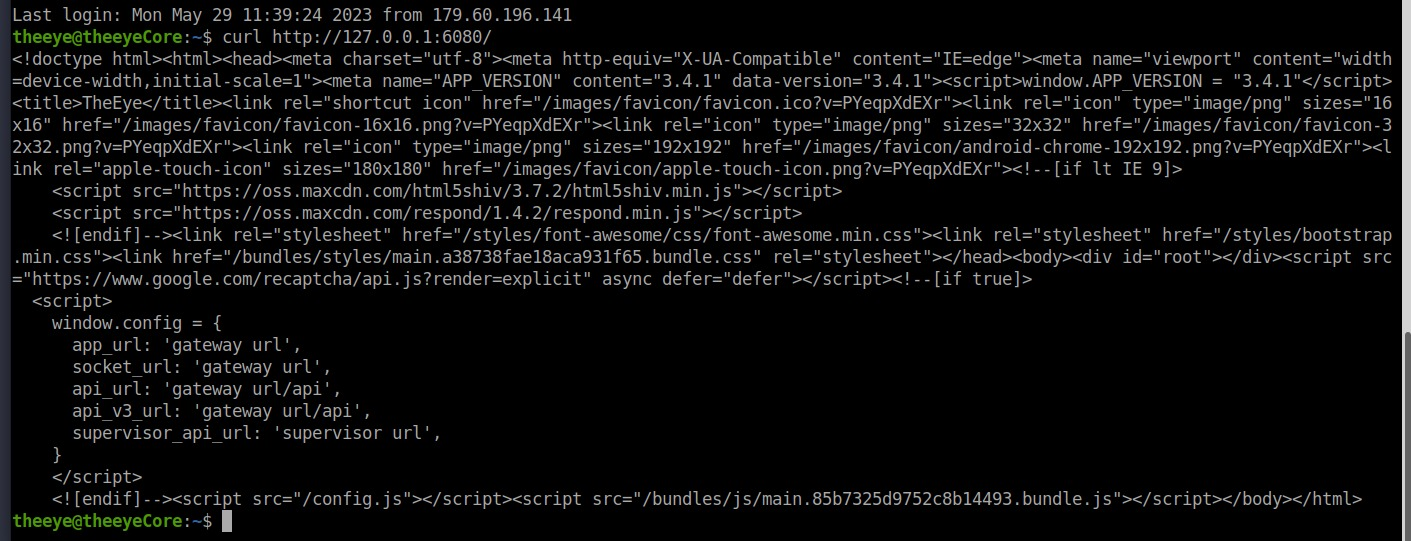 Last login: Mon May 29 11:39:24 2023 from 179.60.196.141
theeye@theeyeCore:~$ curl http://127.0.0.1:6080/
<!doctype html><html><head><meta charset="utf-8"><meta http-equiv="X-UA-Compatible" content="IE=edge"><meta name="viewport" content="width
=device-width,initial-scale=1"><meta name="APP_VERSION" content="3.4.1" data-version="3.4.1"><script>window.APP_VERSION = "3.4.1"</script>
<title>TheEye</title><link rel="shortcut icon" href="/images/favicon/favicon.ico?v=PYeqpXdEXr"><link rel="icon" type="image/png" sizes="16
x16" href="/images/favicon/favicon-16x16.png?v=PYeqpXdEXr"><link rel="icon" type="image/png" sizes="32x32" href="/images/favicon/favicon-3
2x32.png?v=PYeqpXdEXr"><link rel="icon" type="image/png" sizes="192x192" href="/images/favicon/android-chrome-192x192.png?v=PYeqpXdEXr"><l
ink rel="apple-touch-icon" sizes="180x180" href="/images/favicon/apple-touch-icon.png?v=PYeqpXdEXr"><!--[if lt IE 9]>
    <script src="https://oss.maxcdn.com/html5shiv/3.7.2/html5shiv.min.js"></script>
    <script src="https://oss.maxcdn.com/respond/1.4.2/respond.min.js"></script>
    <![endif]--><link rel="stylesheet" href="/styles/font-awesome/css/font-awesome.min.css"><link rel="stylesheet" href="/styles/bootstrap
.min.css"><link href="/bundles/styles/main.a38738fae18aca931f65.bundle.css" rel="stylesheet"></head><body><div id="root"></div><script src
="https://www.google.com/recaptcha/api.js?render=explicit" async defer="defer"></script><!--[if true]>
  <script>
    window.config = {
      app_url: 'gateway url',
      socket_url: 'gateway url',
      api_url: 'gateway url/api',
      api_v3_url: 'gateway url/api',
      supervisor_api_url: 'supervisor url',
    }
    </script>
    <![endif]--><script src="/config.js"></script><script src="/bundles/js/main.85b7325d9752c8b14493.bundle.js"></script></body></html>
theeye@theeyeCore:~$